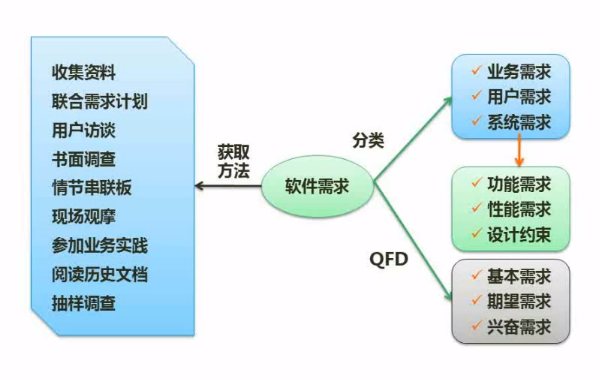 收集资料
联合需求计划
用户访谈
书面调查
情节串联板
现场观摩
参加业务实践
阅读历史文档
抽样调查
获取
方法
软件需求
分类
QFD
业务需求
用户需求
系统需求
功能需求
性能需求
设计约束
基本需求
期望需求
兴奋需求